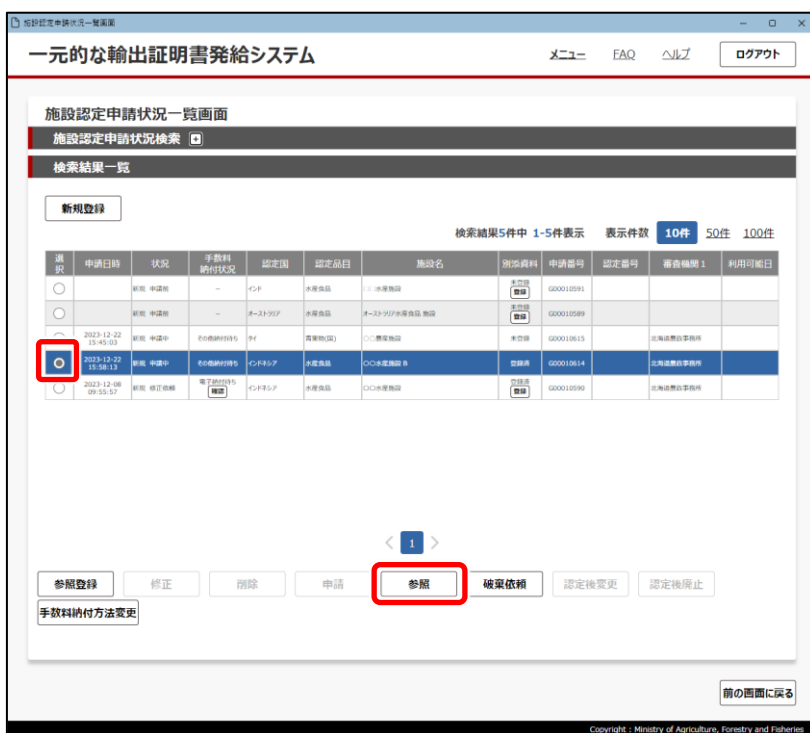 施設認定申請状況一覧画面
一元的な輸出証明書発給システム メニュー FAQ ヘルプ ログアウト
施設認定申請状況一覧画面
施設認定申請状況検索 +
検索結果一覧
新規登録
検索結果5件中 1-5件表示 表示件数 10件 50件 100件
選択 申請日時 状況 手数料納付状況 認定国 認定品目 施設名 別添資料 申請番号 認定番号 審査機関1 利用可能日
新規 申請前 － インド 水産食品 □□水産施設 未登録 登録 G00010591
新規 申請前 － オーストラリア 水産食品 オーストラリア水産食品 施設 未登録 登録 G00010589
2023-12-22 15:45:03 新規 申請中 その他納付待ち タイ 青果物(国) 〇〇農産施設 未登録 G00010615 北海道農政事務所
2023-12-22 15:58:13 新規 申請中 その他納付待ち インドネシア 水産食品 〇〇水産施設 B 登録済 G00010614 北海道農政事務所
2023-12-08 09:55:57 新規 修正依頼 電子納付待ち 確認 インドネシア 水産食品 〇〇水産施設 登録済 登録 G00010590 北海道農政事務所
< 1 >
参照登録 修正 削除 申請 参照 破棄依頼 認定後変更 認定後廃止
手数料納付方法変更
前の画面に戻る
Copyright : Ministry of Agriculture, Forestry and Fisheries